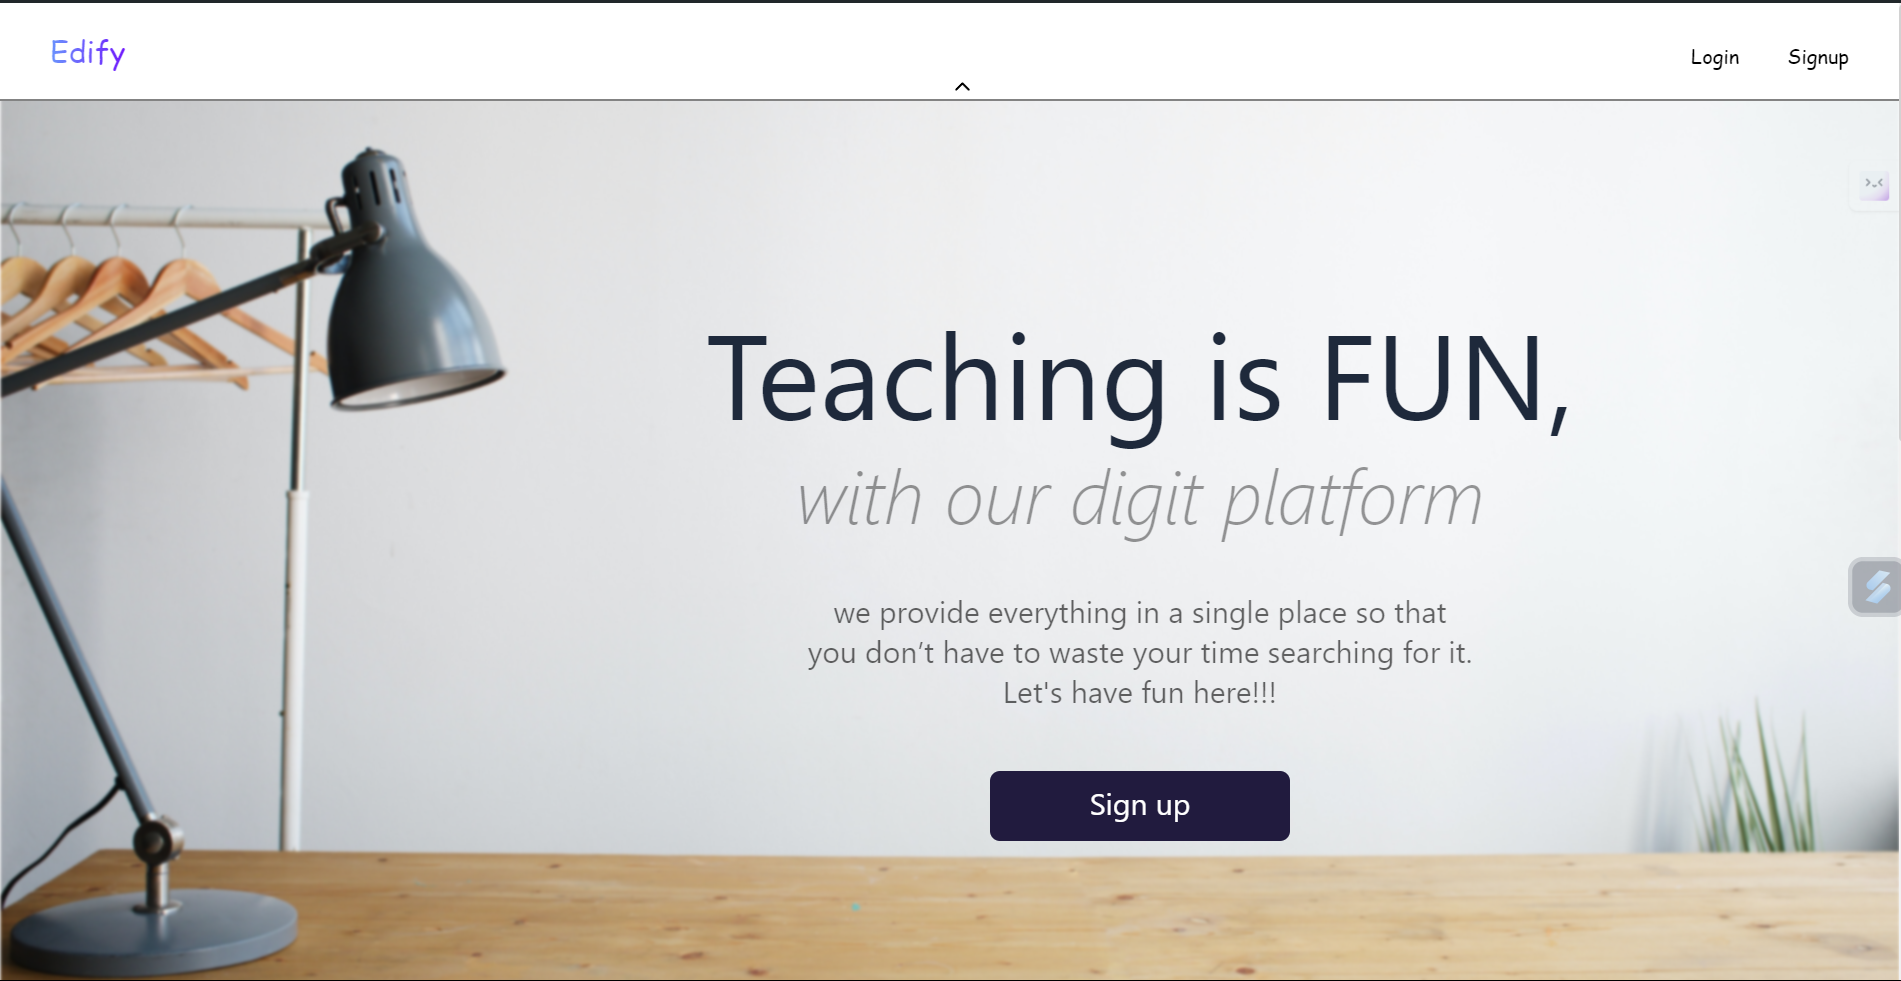 Edify
Login
Signup
Teaching is FUN,
with our digit platform
we provide everything in a single place so that
you don’t have to waste your time searching for it.
Let's have fun here!!!
Sign up